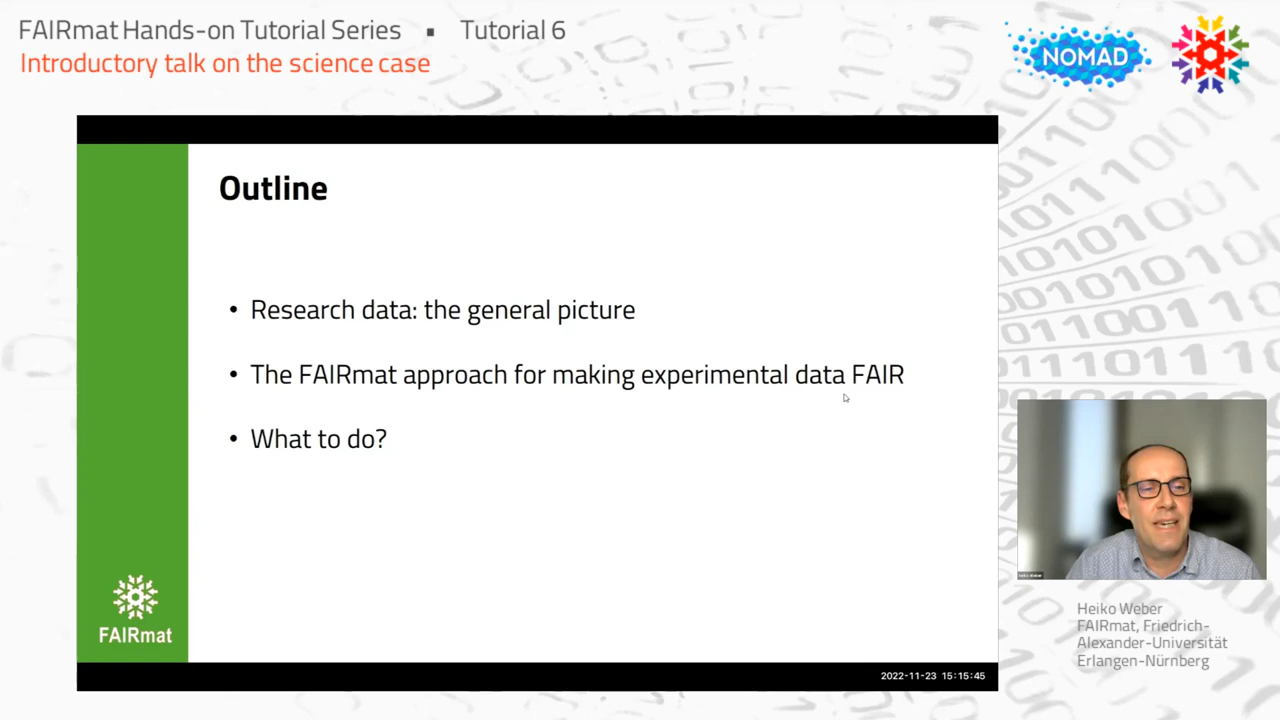 FAIRmat Hands-on Tutorial Series ▪ Tutorial 6
Introductory talk on the science case
NOMAD
Outline
• Research data: the general picture
• The FAIRmat approach for making experimental data FAIR
• What to do?
FAIRmat
2022-11-23 15:15:45
Heiko Weber
FAIRmat, Friedrich-
Alexander-Universität
Erlangen-Nürnberg